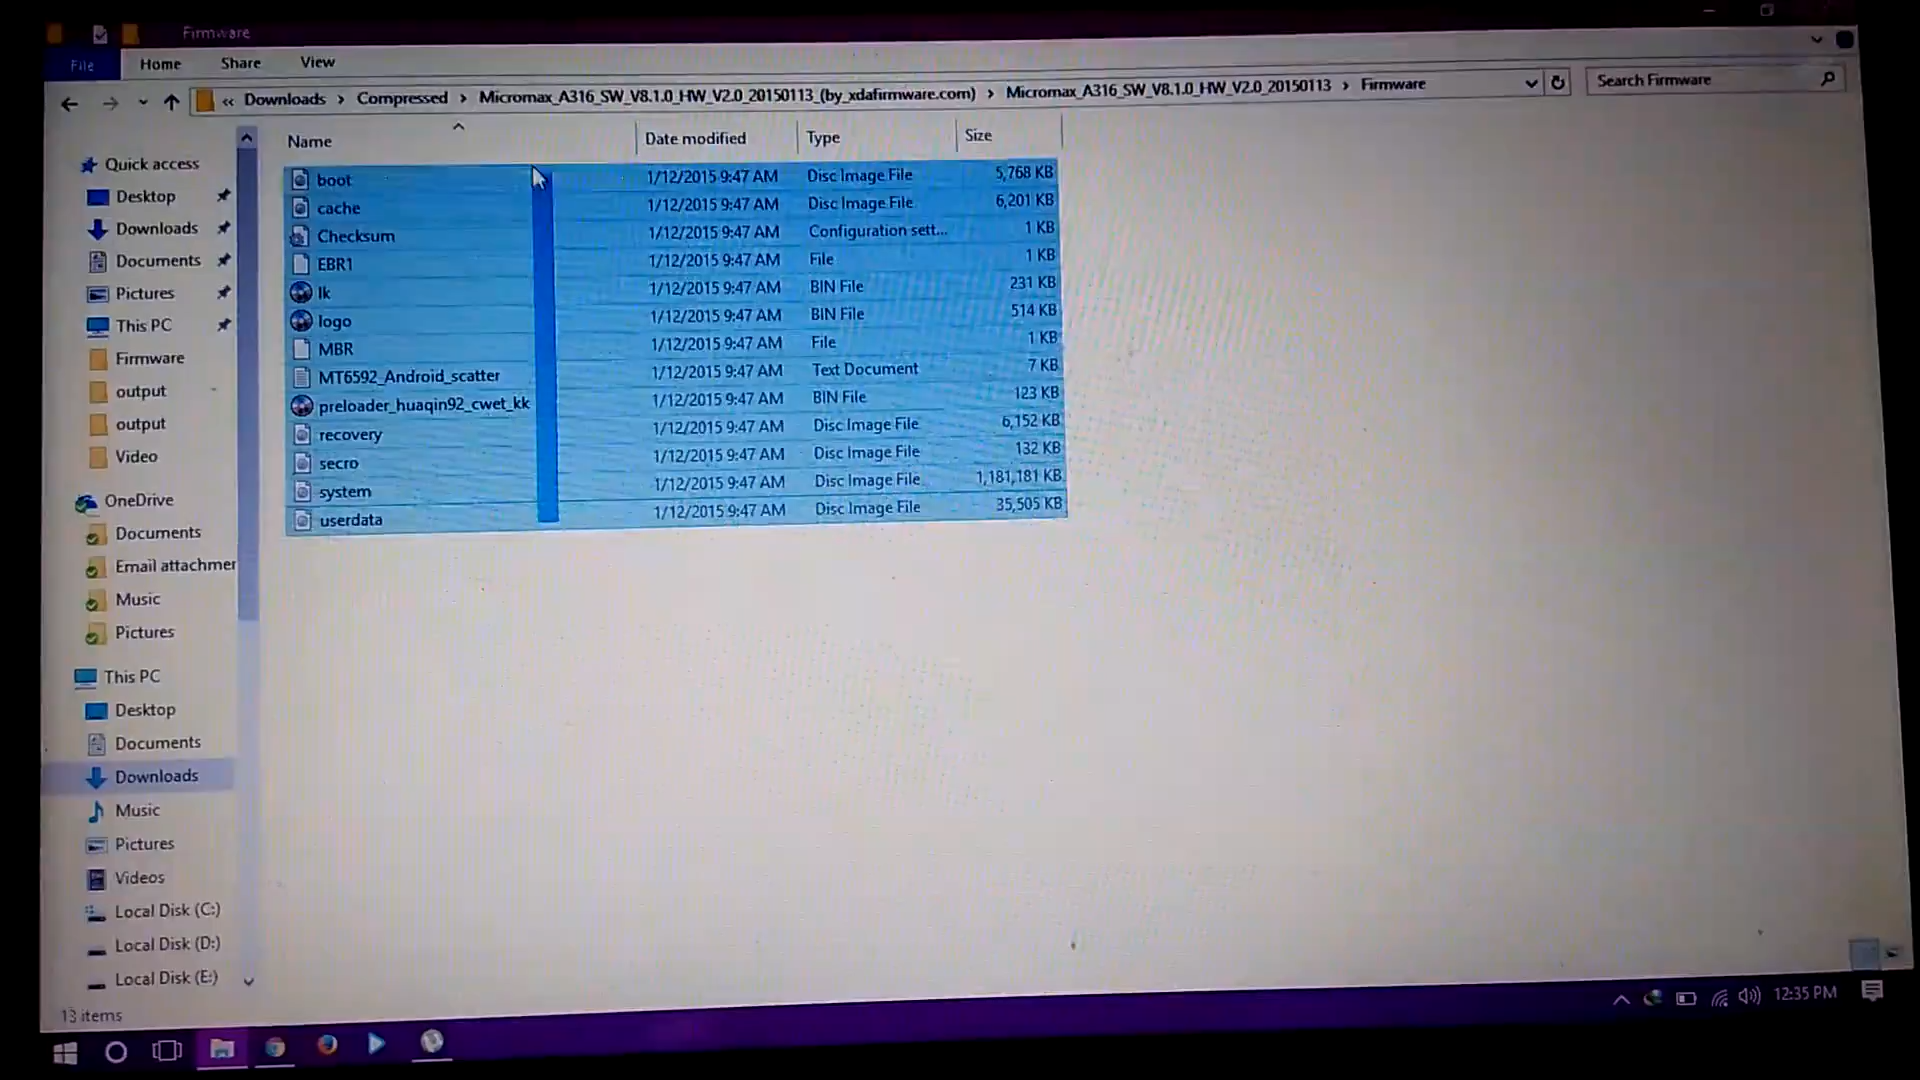 Firmware
File Home Share View
« Downloads > Compressed > Micromax_A316_SW_V8.1.0_HW_V2.0_20150113_(by_xdafirmware.com) > Micromax_A316_SW_V8.1.0_HW_V2.0_20150113 > Firmware
Search Firmware
Name Date modified Type Size
boot 1/12/2015 9:47 AM Disc Image File 5,768 KB
cache 1/12/2015 9:47 AM Disc Image File 6,201 KB
Checksum 1/12/2015 9:47 AM Configuration sett... 1 KB
EBR1 1/12/2015 9:47 AM File 1 KB
lk 1/12/2015 9:47 AM BIN File 231 KB
logo 1/12/2015 9:47 AM BIN File 514 KB
MBR 1/12/2015 9:47 AM File 1 KB
MT6592_Android_scatter 1/12/2015 9:47 AM Text Document 7 KB
preloader_huaqin92_cwet_kk 1/12/2015 9:47 AM BIN File 123 KB
recovery 1/12/2015 9:47 AM Disc Image File 6,152 KB
secro 1/12/2015 9:47 AM Disc Image File 132 KB
system 1/12/2015 9:47 AM Disc Image File 1,181,181 KB
userdata 1/12/2015 9:47 AM Disc Image File 35,505 KB
Quick access
Desktop
Downloads
Documents
Pictures
This PC
Firmware
output
output
Video
OneDrive
Documents
Email attachmer
Music
Pictures
This PC
Desktop
Documents
Downloads
Music
Pictures
Videos
Local Disk (C:)
Local Disk (D:)
Local Disk (E:)
13 items
12:35 PM